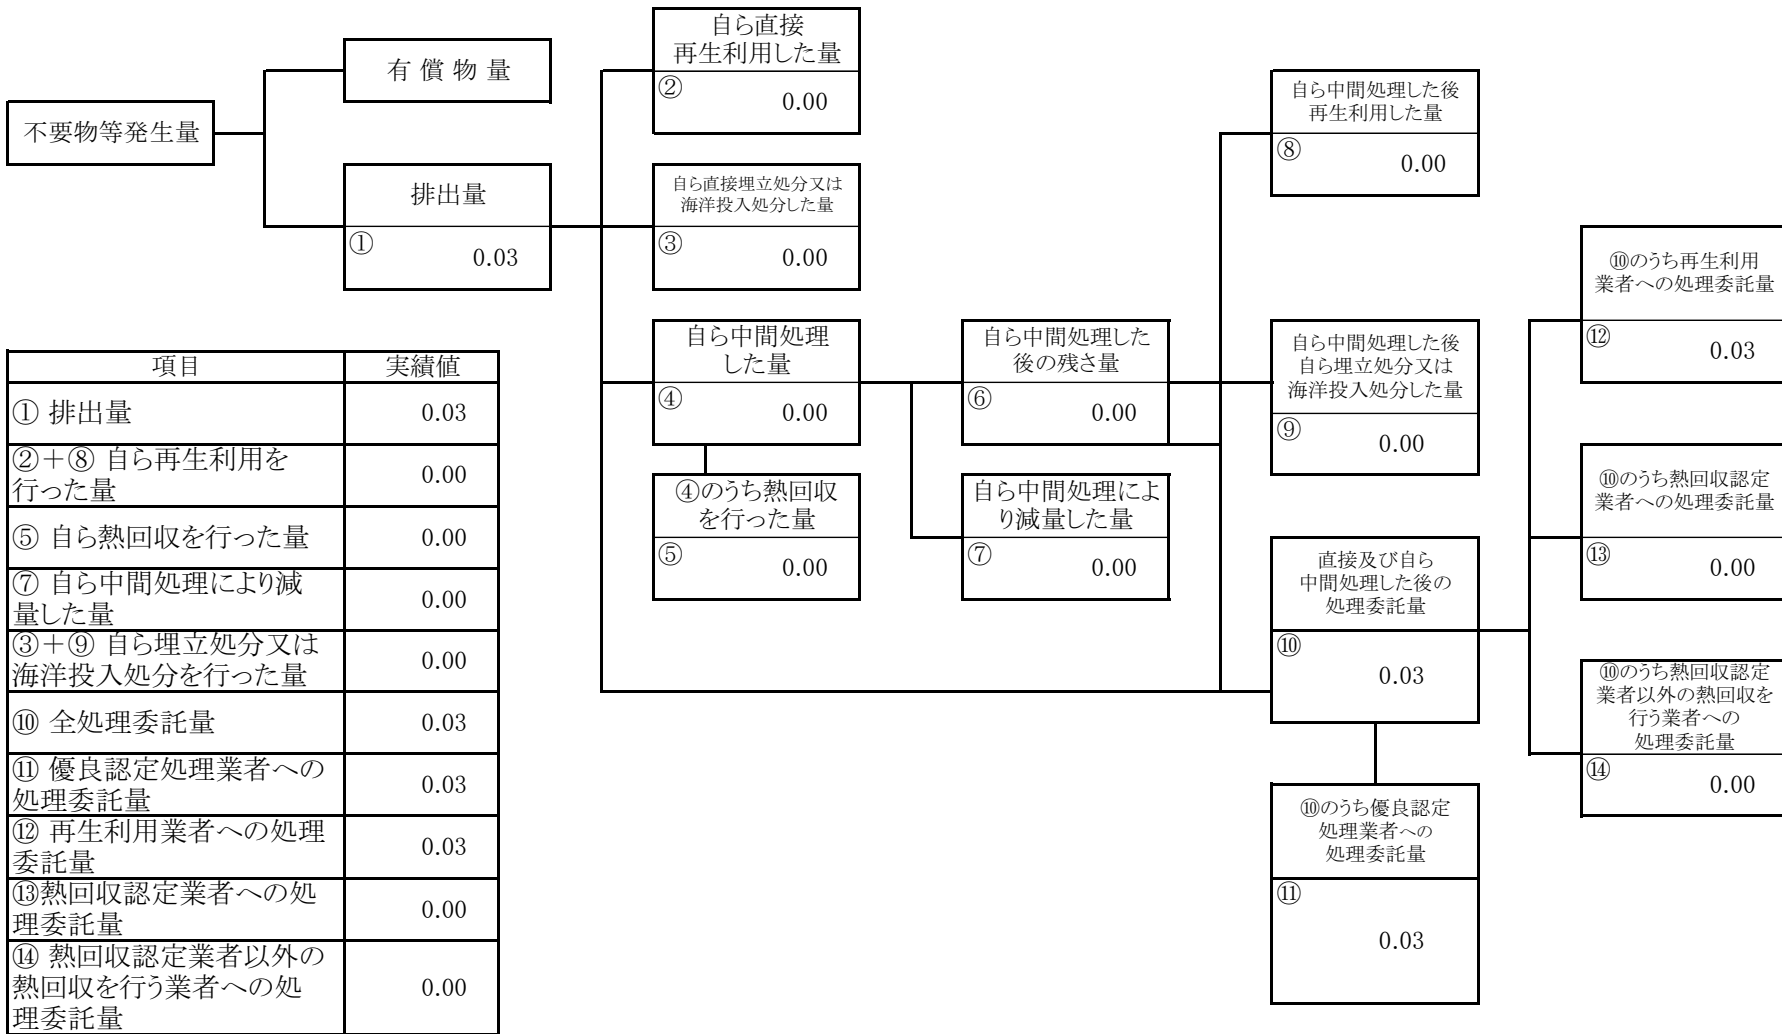 不要物等発生量
有 償 物 量
排出量
①
0.03
自ら直接
再生利用した量
②
0.00
自ら直接埋立処分又は
海洋投入処分した量
③
0.00
自ら中間処理
した量
④
0.00
④のうち熱回収
を行った量
⑤
0.00
自ら中間処理した
後の残さ量
⑥
0.00
自ら中間処理によ
り減量した量
⑦
0.00
自ら中間処理した後
再生利用した量
⑧
0.00
自ら中間処理した後
自ら埋立処分又は
海洋投入処分した量
⑨
0.00
直接及び自ら
中間処理した後の
処理委託量
⑩
0.03
⑩のうち優良認定
処理業者への
処理委託量
⑪
0.03
⑩のうち再生利用
業者への処理委託量
⑫
0.03
⑩のうち熱回収認定
業者への処理委託量
⑬
0.00
⑩のうち熱回収認定
業者以外の熱回収を
行う業者への
処理委託量
⑭
0.00
項目 実績値
① 排出量 0.03
②＋⑧ 自ら再生利用を
行った量 0.00
⑤ 自ら熱回収を行った量 0.00
⑦ 自ら中間処理により減
量した量 0.00
③＋⑨ 自ら埋立処分又は
海洋投入処分を行った量 0.00
⑩ 全処理委託量 0.03
⑪ 優良認定処理業者への
処理委託量 0.03
⑫ 再生利用業者への処理
委託量 0.03
⑬熱回収認定業者への処
理委託量 0.00
⑭ 熱回収認定業者以外の
熱回収を行う業者への処
理委託量 0.00